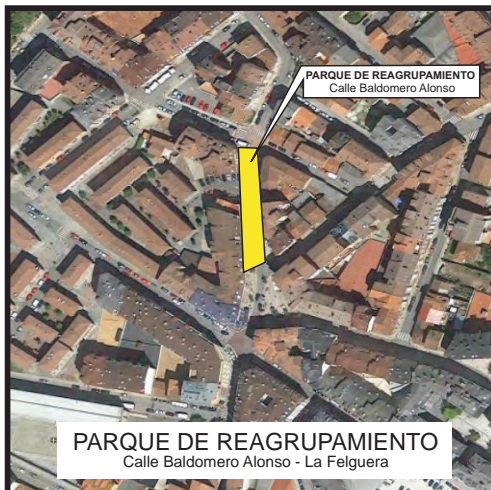 PARQUE DE REAGRUPAMIENTO
Calle Baldomero Alonso
PARQUE DE REAGRUPAMIENTO
Calle Baldomero Alonso - La Felguera